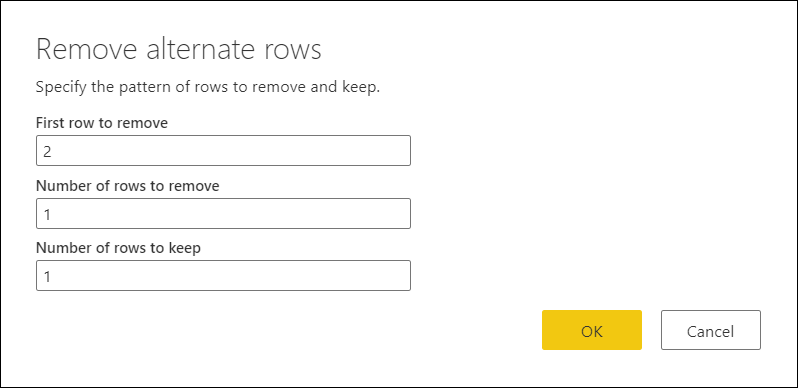 Remove alternate rows
Specify the pattern of rows to remove and keep.
First row to remove
2
Number of rows to remove
1
Number of rows to keep
1
OK
Cancel